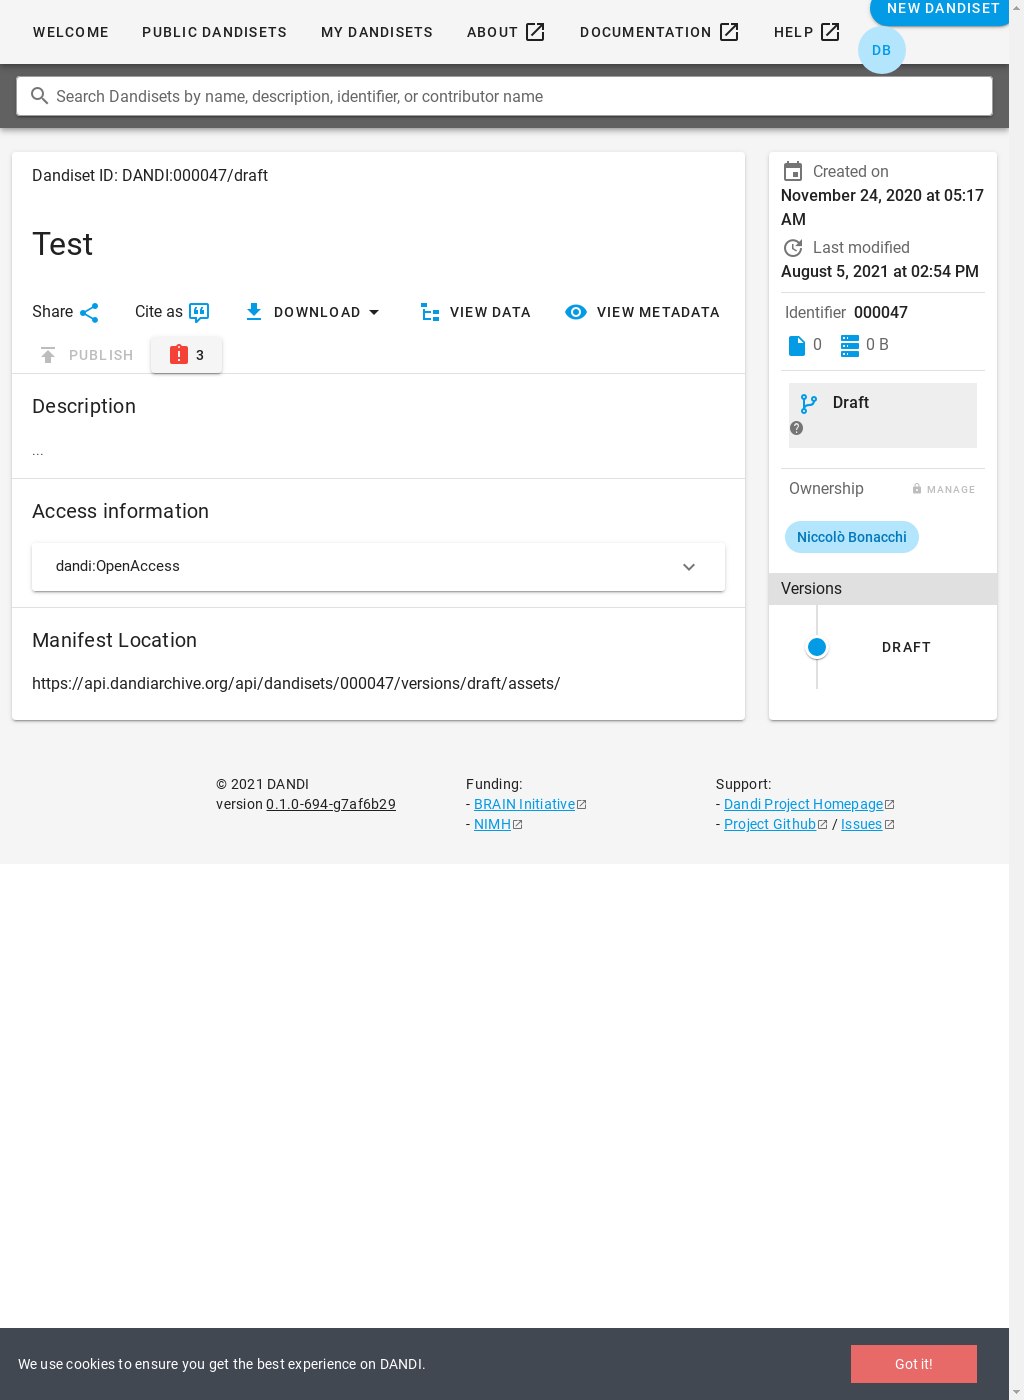 WELCOME PUBLIC DANDISETS MY DANDISETS ABOUT DOCUMENTATION HELP NEW DANDISET
DB
Search Dandisets by name, description, identifier, or contributor name
Dandiset ID: DANDI:000047/draft
Test
Share Cite as DOWNLOAD VIEW DATA VIEW METADATA
PUBLISH 3
Description
...
Access information
dandi:OpenAccess
Manifest Location
https://api.dandiarchive.org/api/dandisets/000047/versions/draft/assets/
Created on
November 24, 2020 at 05:17
AM
Last modified
August 5, 2021 at 02:54 PM
Identifier 000047
0 0 B
Draft
Ownership MANAGE
Niccolò Bonacchi
Versions
DRAFT
© 2021 DANDI
version 0.1.0-694-g7af6b29
Funding:
- BRAIN Initiative
- NIMH
Support:
- Dandi Project Homepage
- Project Github / Issues
We use cookies to ensure you get the best experience on DANDI.
Got it!